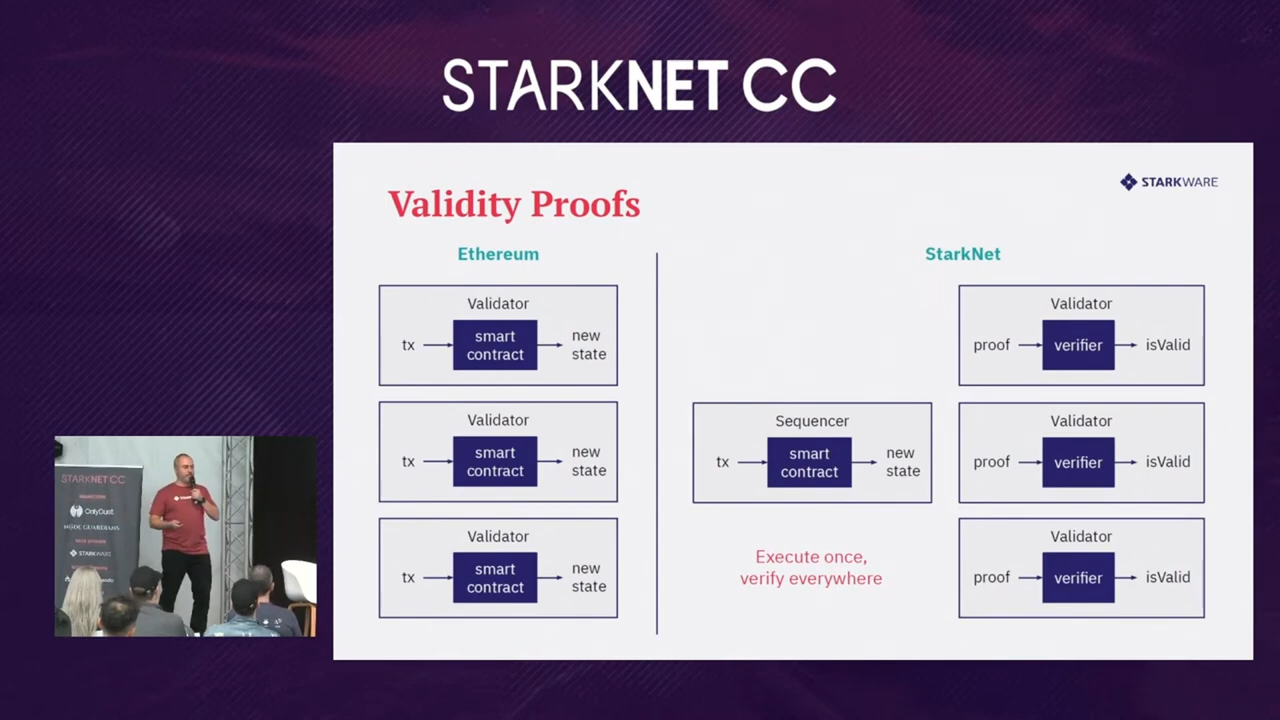 STARKNET CC
STARKWARE
Validity Proofs
Ethereum
StarkNet
Validator
tx
smart
contract
new
state
Validator
tx
smart
contract
new
state
Validator
tx
smart
contract
new
state
Sequencer
tx
smart
contract
new
state
Execute once,
verify everywhere
Validator
proof
verifier
isValid
Validator
proof
verifier
isValid
Validator
proof
verifier
isValid
STARKNET CC
OnlyDust
STARKWARE